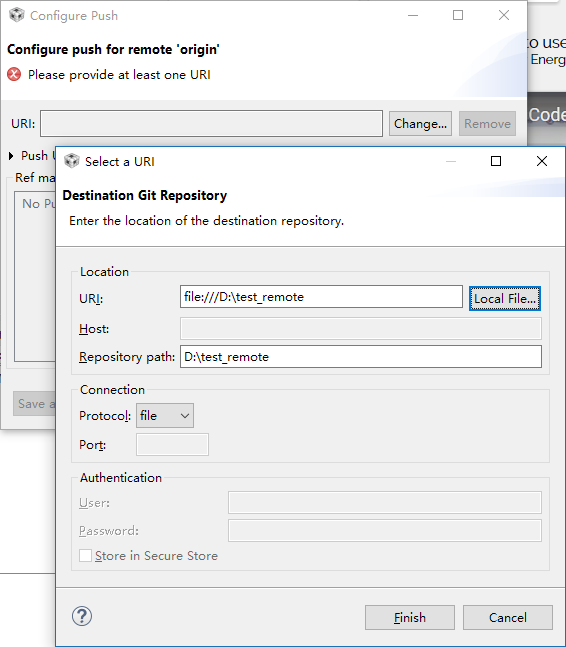 Configure Push
Configure push for remote 'origin'
Please provide at least one URI
to use
Energ
Code
URI:
Change...
Remove
Push U
Ref ma
No Pu
Save a
Select a URI
Destination Git Repository
Enter the location of the destination repository.
Location
URI: file:///D:\test_remote Local File...
Host:
Repository path: D:\test_remote
Connection
Protocol: file
Port:
Authentication
User:
Password:
Store in Secure Store
?
Finish Cancel